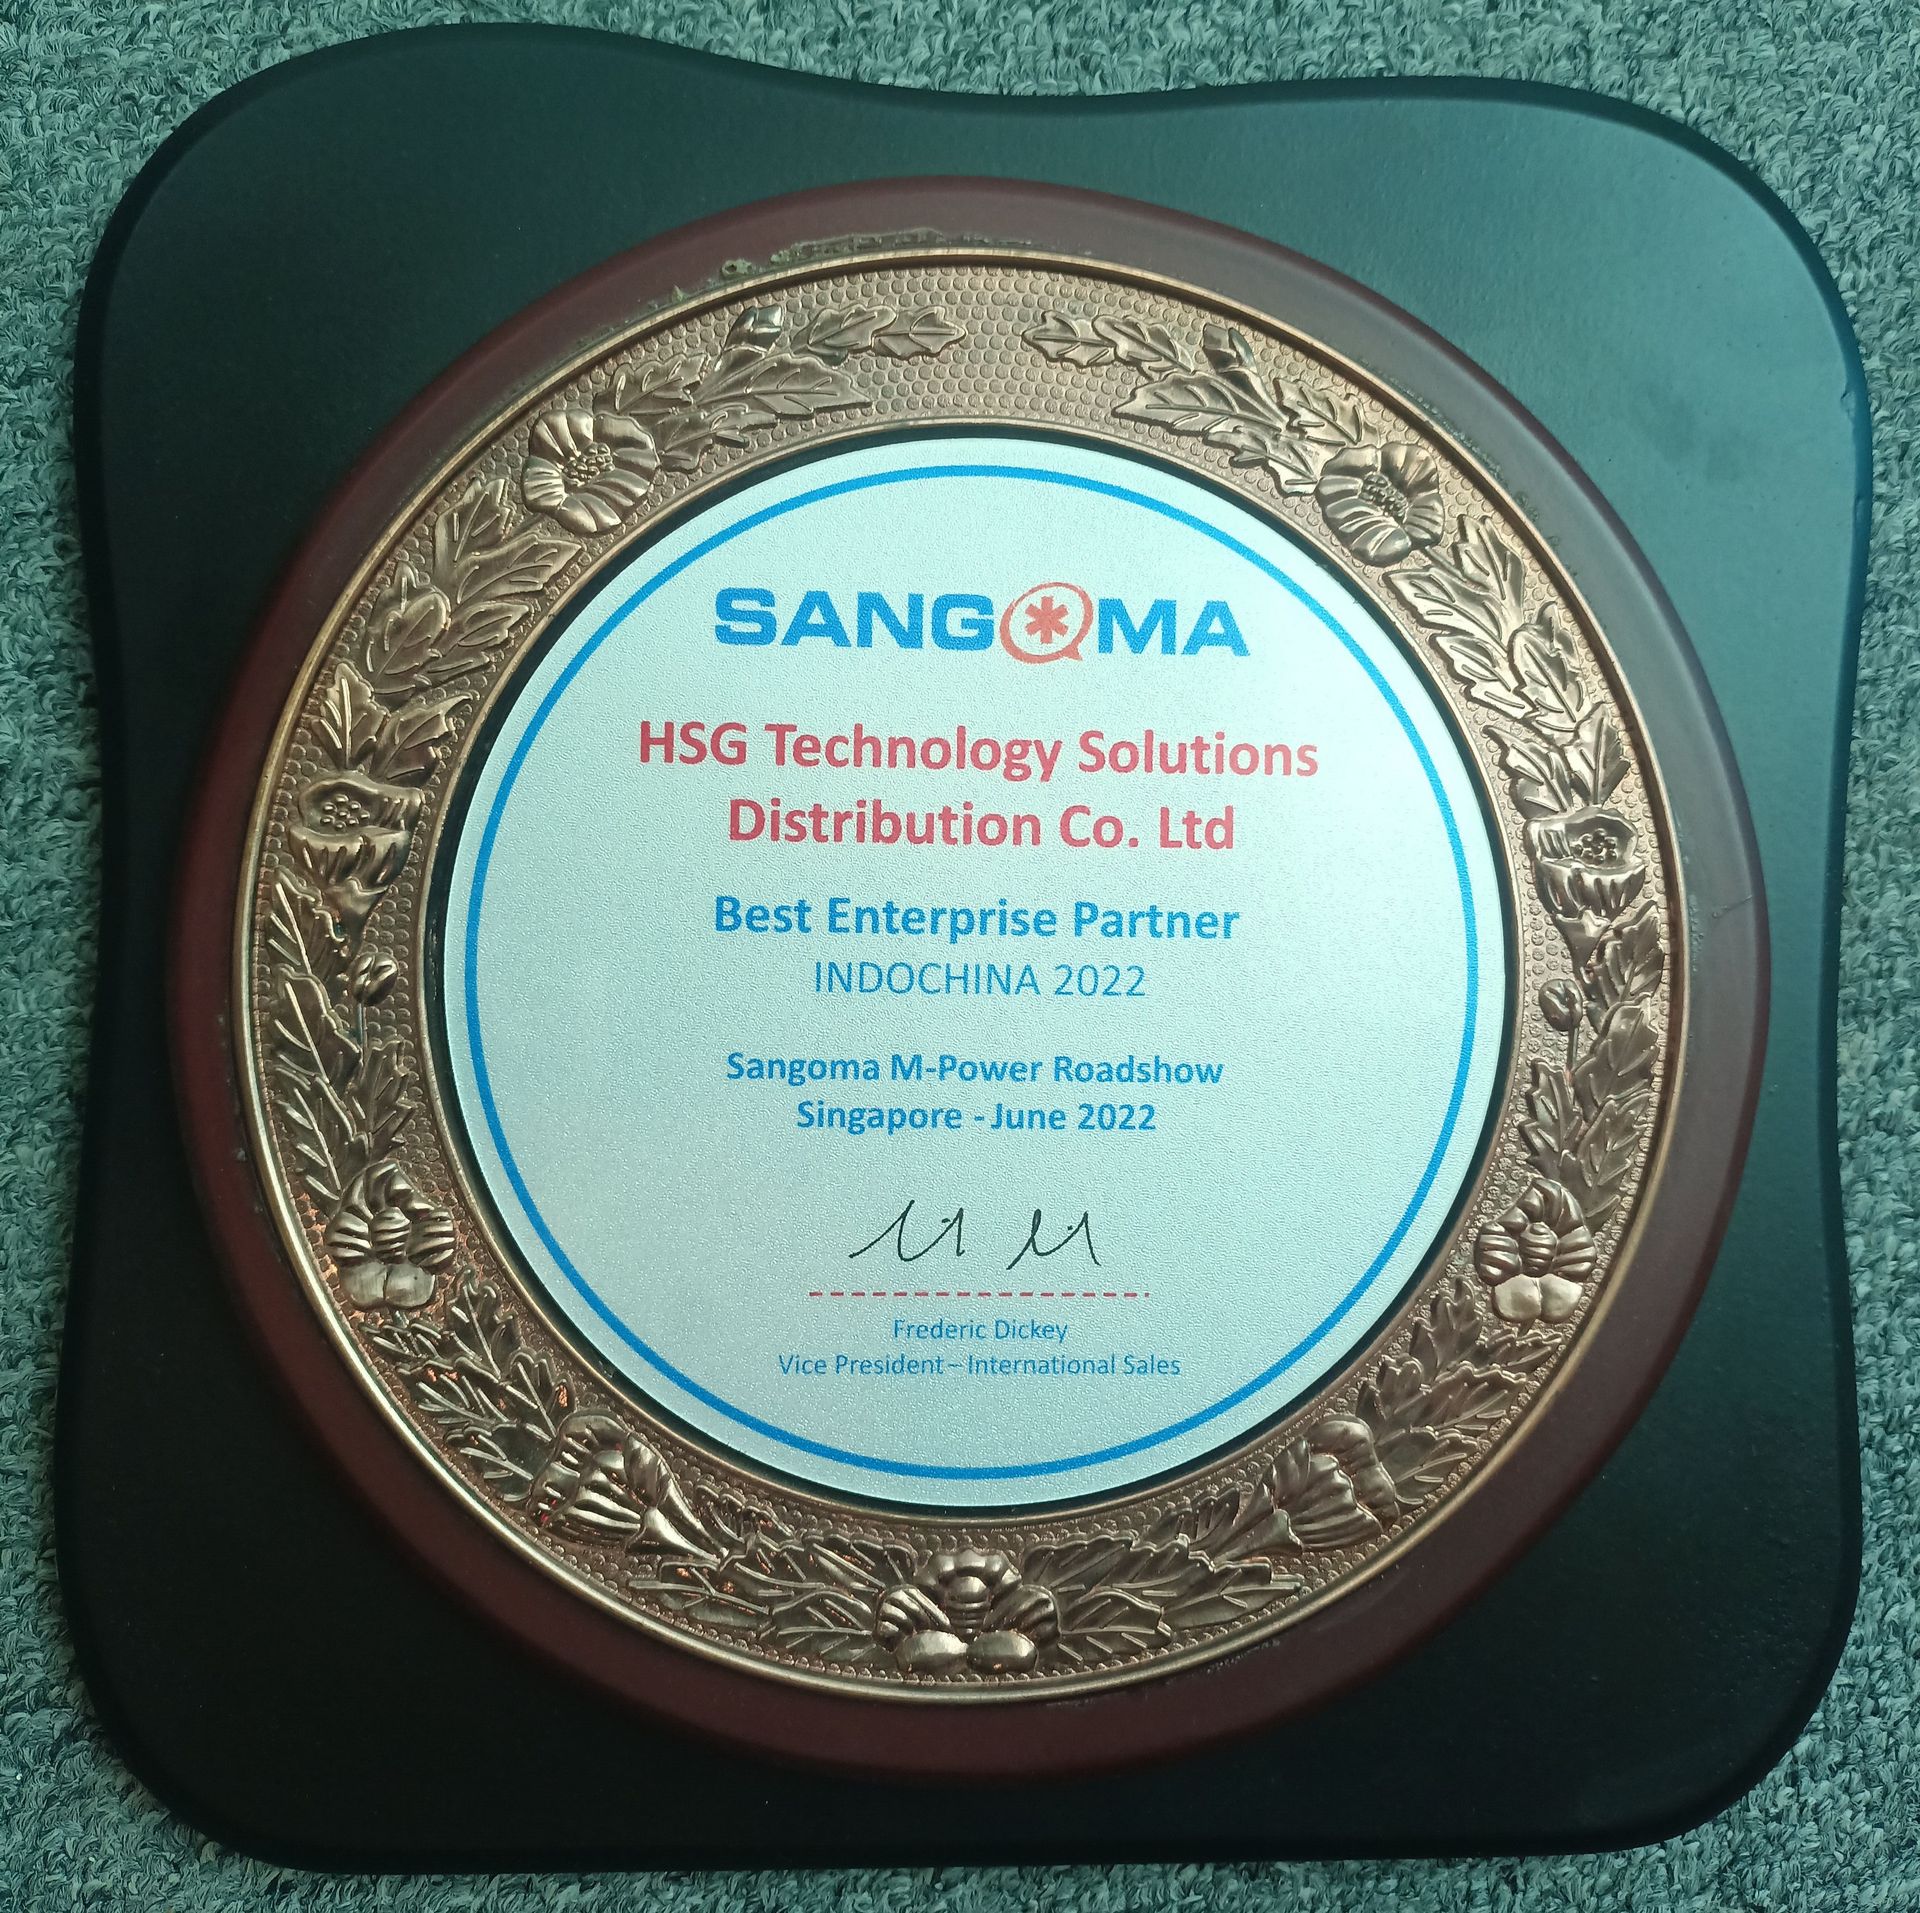 SANGOMA
HSG Technology Solutions
Distribution Co. Ltd
Best Enterprise Partner
INDOCHINA 2022
Sangoma M-Power Roadshow
Singapore - June 2022
Frederic Dickey
Vice President – International Sales